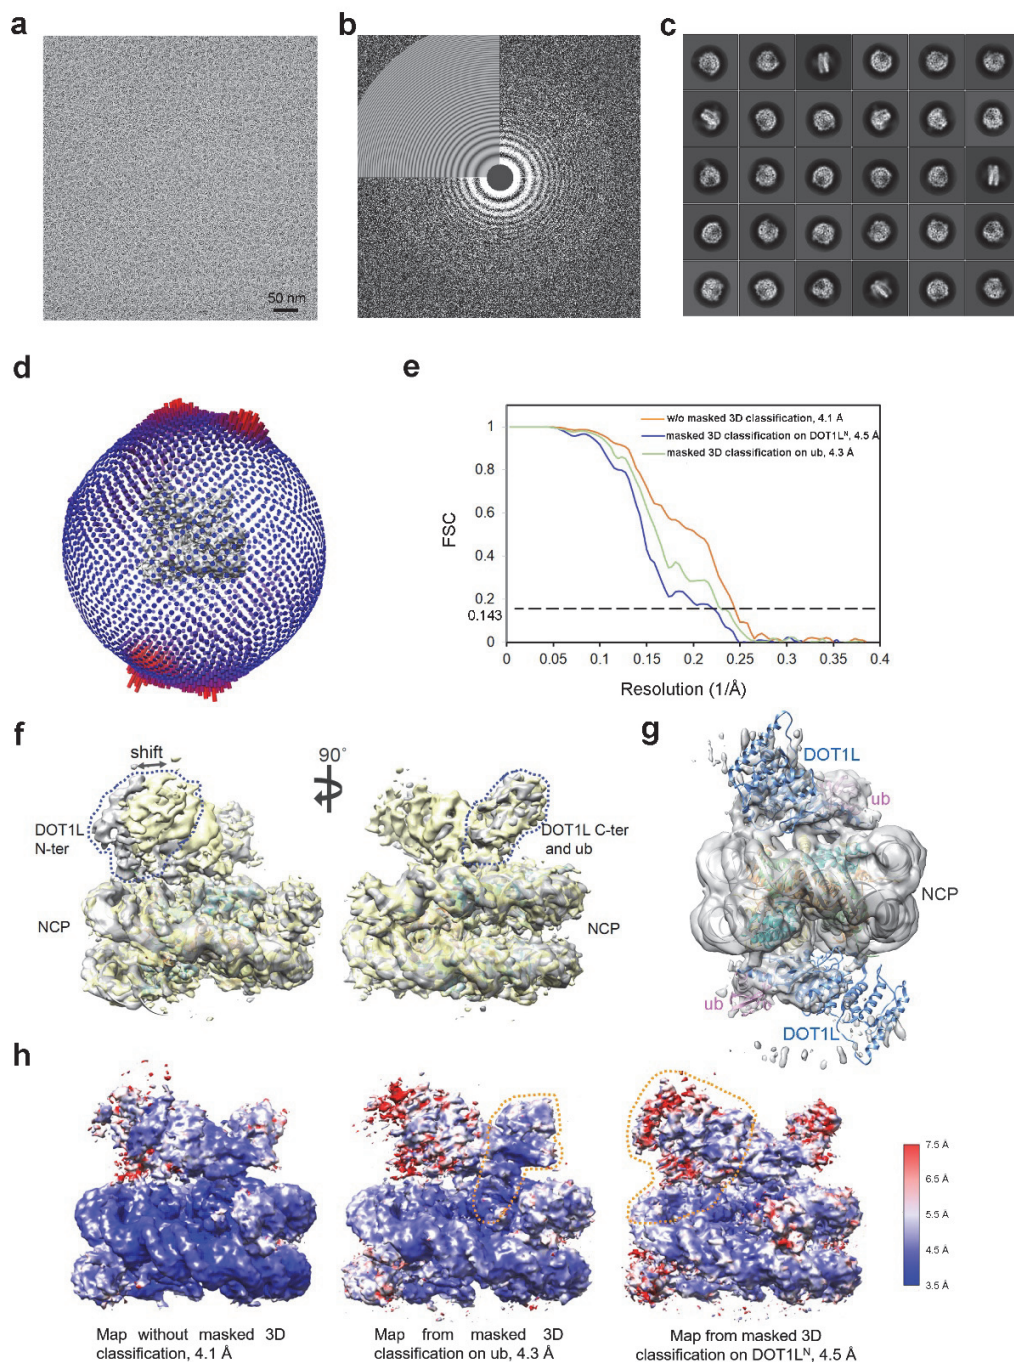 a
b
c
50 nm
d
e
w/o masked 3D classification, 4.1 Å
masked 3D classification on DOT1Lᴺ, 4.5 Å
masked 3D classification on ub, 4.3 Å
1
0.8
0.6
0.4
0.2
0.143
0
FSC
0 0.05 0.1 0.15 0.2 0.25 0.3 0.35 0.4
Resolution (1/Å)
f
shift
90°
DOT1L
N-ter
DOT1L C-ter
and ub
NCP
NCP
g
DOT1L
ub
NCP
ub
DOT1L
h
7.5 Å
6.5 Å
5.5 Å
4.5 Å
3.5 Å
Map without masked 3D
classification, 4.1 Å
Map from masked 3D
classification on ub, 4.3 Å
Map from masked 3D
classification on DOT1Lᴺ, 4.5 Å